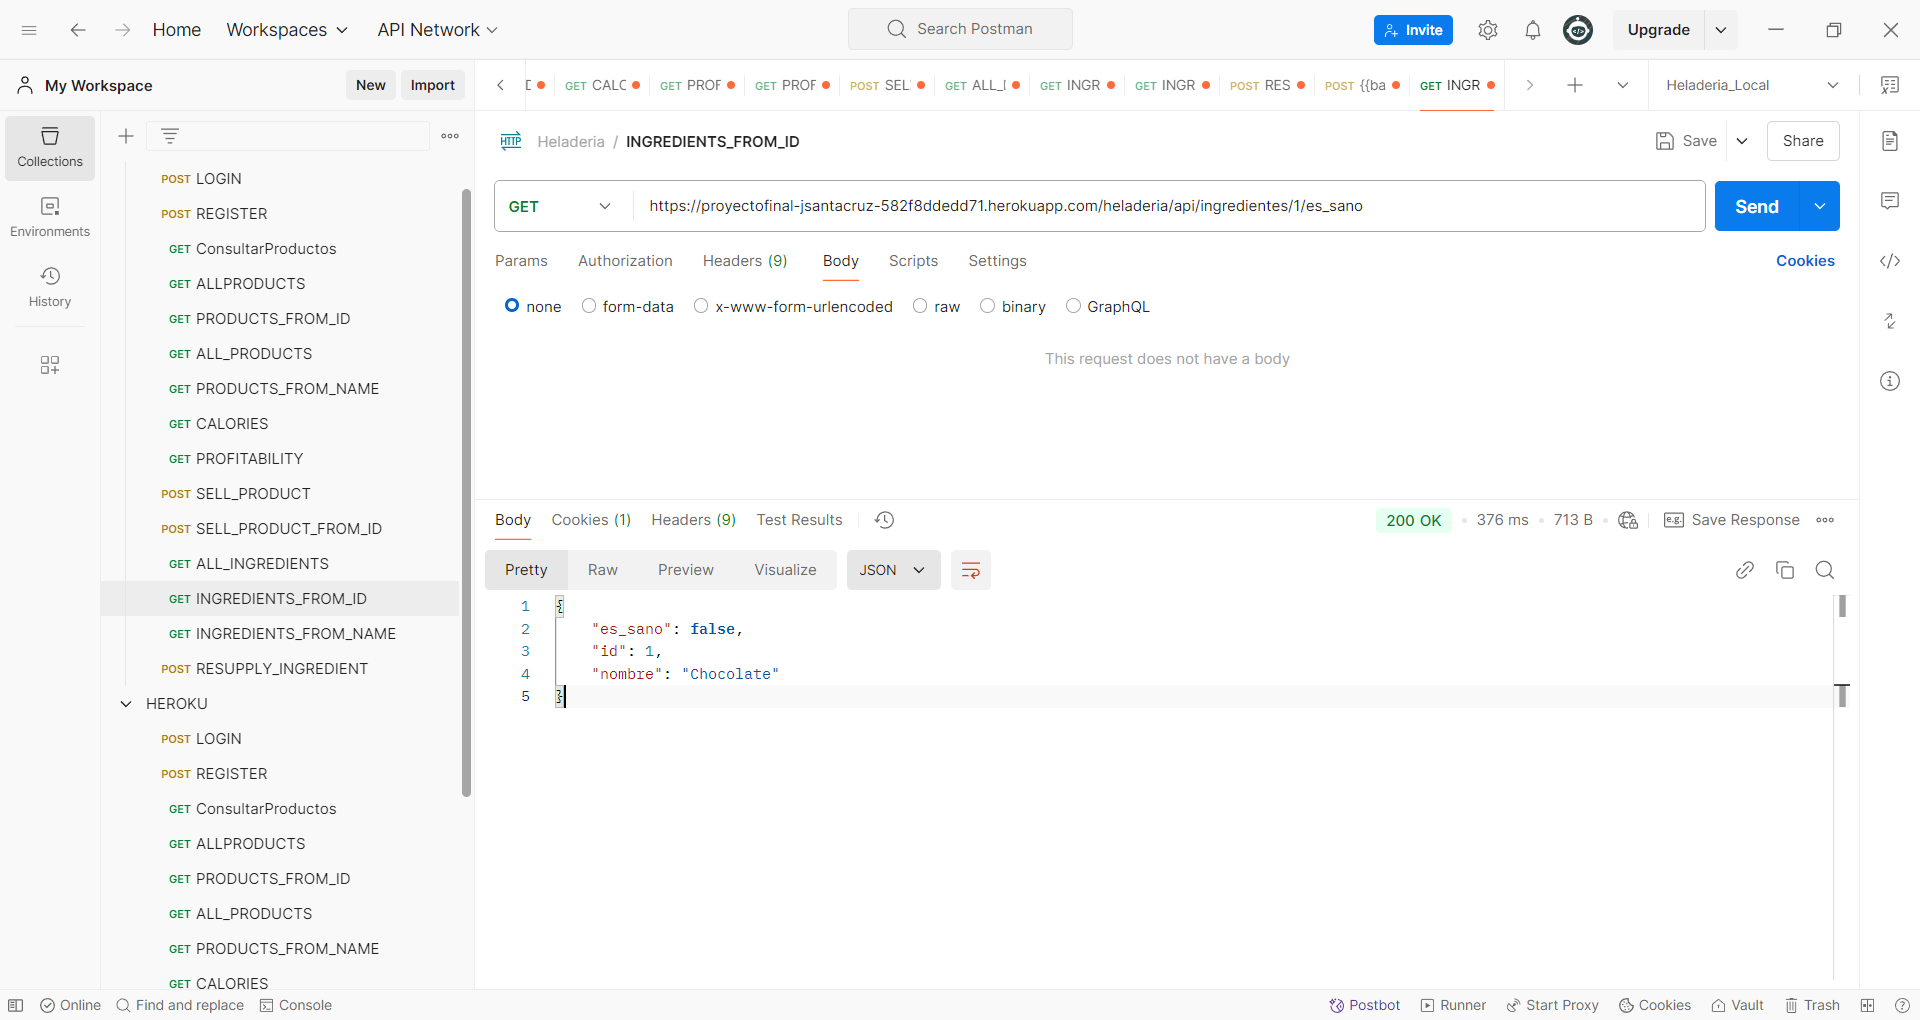 Home
Workspaces
API Network
Search Postman
Invite
Upgrade
My Workspace
New
Import
GET CALC
GET PROF
GET PROF
POST SEL
GET ALL_
GET INGR
GET INGR
POST RES
POST {{ba
GET INGR
Heladeria_Local
Collections
Environments
History
POST LOGIN
POST REGISTER
GET ConsultarProductos
GET ALLPRODUCTS
GET PRODUCTS_FROM_ID
GET ALL_PRODUCTS
GET PRODUCTS_FROM_NAME
GET CALORIES
GET PROFITABILITY
POST SELL_PRODUCT
POST SELL_PRODUCT_FROM_ID
GET ALL_INGREDIENTS
GET INGREDIENTS_FROM_ID
GET INGREDIENTS_FROM_NAME
POST RESUPPLY_INGREDIENT
HEROKU
POST LOGIN
POST REGISTER
GET ConsultarProductos
GET ALLPRODUCTS
GET PRODUCTS_FROM_ID
GET ALL_PRODUCTS
GET PRODUCTS_FROM_NAME
GET CALORIES
HTTP Heladeria / INGREDIENTS_FROM_ID
Save
Share
GET
https://proyectofinal-jsantacruz-582f8ddedd71.herokuapp.com/heladeria/api/ingredientes/1/es_sano
Send
Params
Authorization
Headers (9)
Body
Scripts
Settings
Cookies
none
form-data
x-www-form-urlencoded
raw
binary
GraphQL
This request does not have a body
Body
Cookies (1)
Headers (9)
Test Results
200 OK
376 ms
713 B
e.g. Save Response
Pretty
Raw
Preview
Visualize
JSON
1 {
2 "es_sano": false,
3 "id": 1,
4 "nombre": "Chocolate"
5 }
Online
Find and replace
Console
Postbot
Runner
Start Proxy
Cookies
Vault
Trash